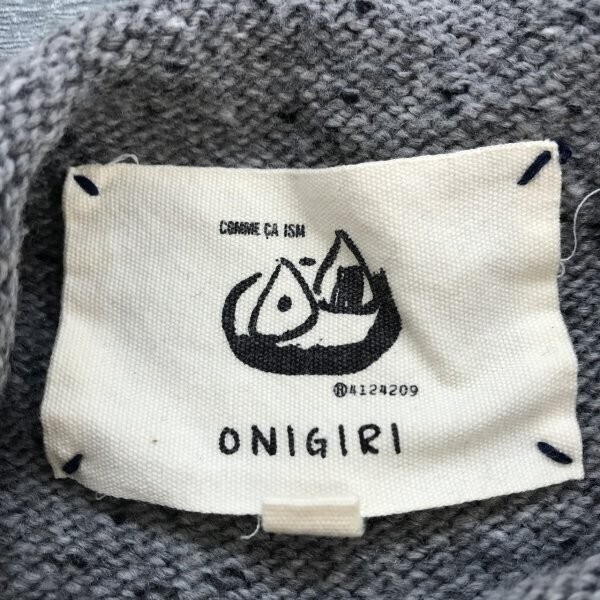 COMME ÇA ISM
®4124209
ONIGIRI